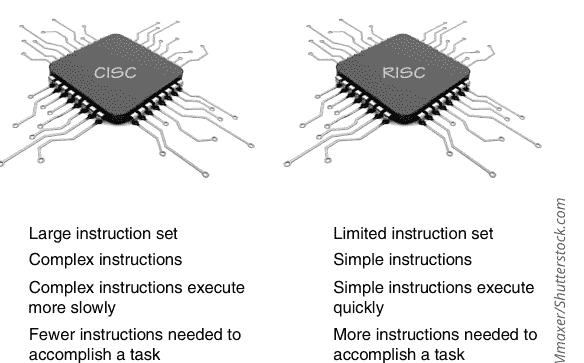 CISC
RISC
Large instruction set
Complex instructions
Complex instructions execute
more slowly
Fewer instructions needed to
accomplish a task
Limited instruction set
Simple instructions
Simple instructions execute
quickly
More instructions needed to
accomplish a task
Mmaxer/Shutterstock.com